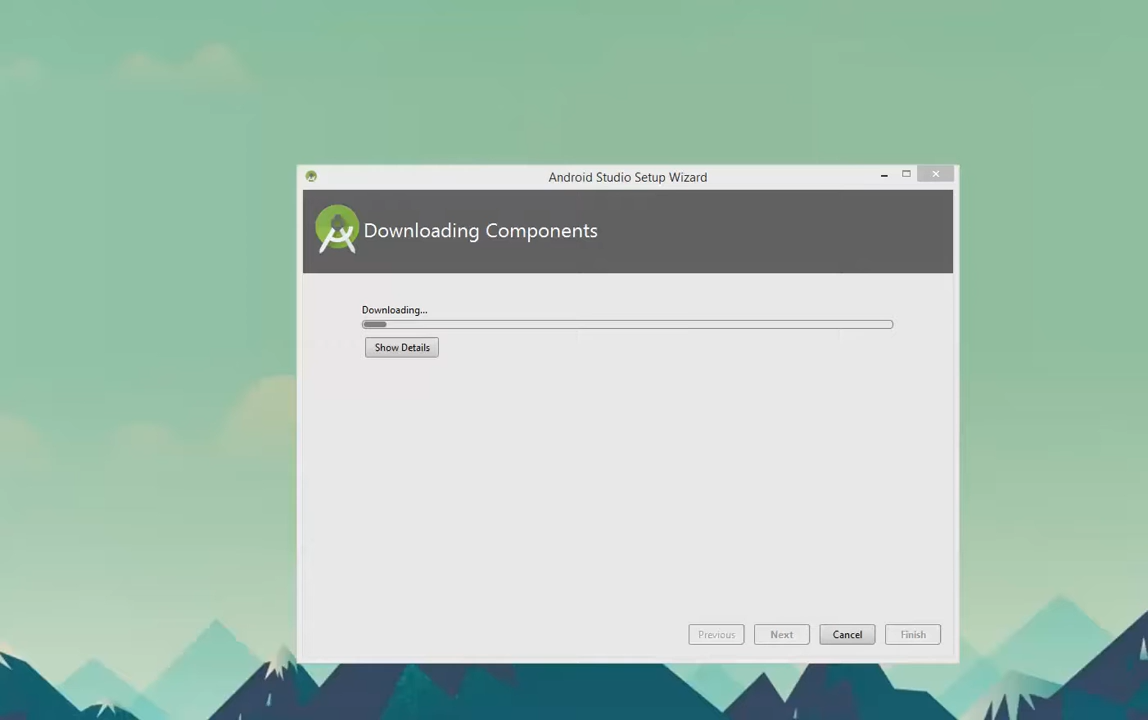 Android Studio Setup Wizard
Downloading Components
Downloading...
Show Details
Previous
Next
Cancel
Finish